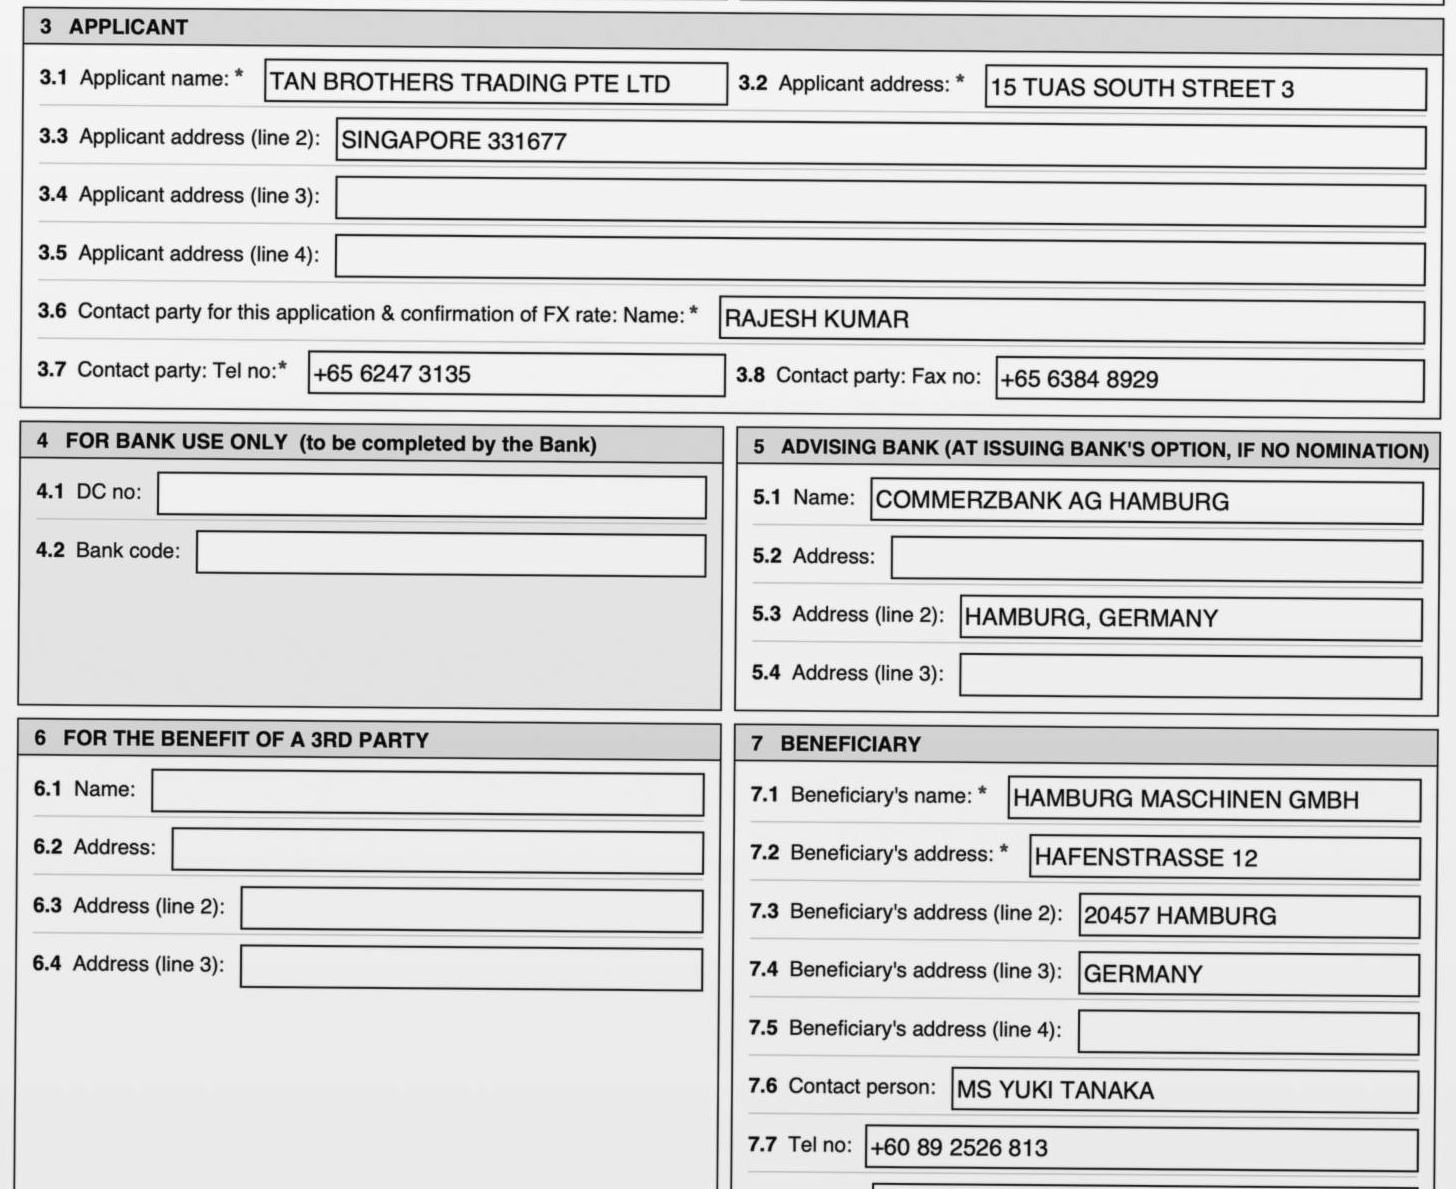 3 APPLICANT
3.1 Applicant name: * TAN BROTHERS TRADING PTE LTD 3.2 Applicant address: * 15 TUAS SOUTH STREET 3
3.3 Applicant address (line 2): SINGAPORE 331677
3.4 Applicant address (line 3):
3.5 Applicant address (line 4):
3.6 Contact party for this application & confirmation of FX rate: Name: * RAJESH KUMAR
3.7 Contact party: Tel no:* +65 6247 3135 3.8 Contact party: Fax no: +65 6384 8929
4 FOR BANK USE ONLY (to be completed by the Bank)
4.1 DC no:
4.2 Bank code:
5 ADVISING BANK (AT ISSUING BANK'S OPTION, IF NO NOMINATION)
5.1 Name: COMMERZBANK AG HAMBURG
5.2 Address:
5.3 Address (line 2): HAMBURG, GERMANY
5.4 Address (line 3):
6 FOR THE BENEFIT OF A 3RD PARTY
6.1 Name:
6.2 Address:
6.3 Address (line 2):
6.4 Address (line 3):
7 BENEFICIARY
7.1 Beneficiary's name: * HAMBURG MASCHINEN GMBH
7.2 Beneficiary's address: * HAFENSTRASSE 12
7.3 Beneficiary's address (line 2): 20457 HAMBURG
7.4 Beneficiary's address (line 3): GERMANY
7.5 Beneficiary's address (line 4):
7.6 Contact person: MS YUKI TANAKA
7.7 Tel no: +60 89 2526 813